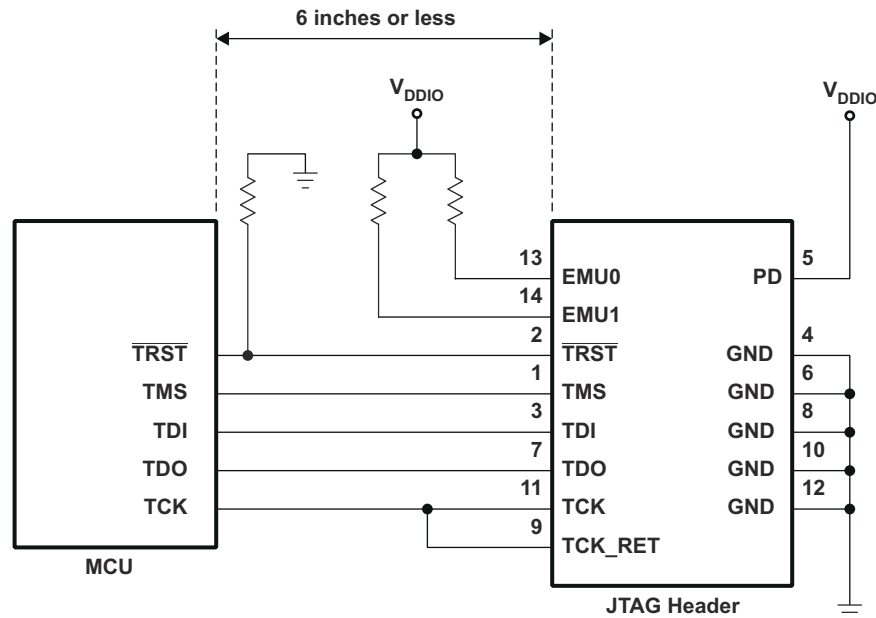 6 inches or less
V_DDIO
V_DDIO
13
EMU0
5
PD
14
EMU1
TRST
2
TRST
4
GND
TMS
1
TMS
6
GND
TDI
3
TDI
8
GND
TDO
7
TDO
10
GND
TCK
11
TCK
12
GND
9
TCK_RET
MCU
JTAG Header